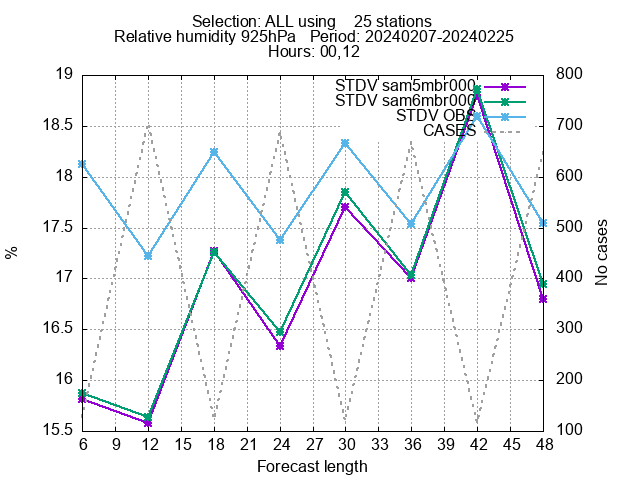 Selection: ALL using 25 stations
Relative humidity 925hPa Period: 20240207-20240225
Hours: 00,12
STDV sam5mbr000
STDV sam6mbr000
STDV OBS
CASES
19
18.5
18
17.5
17
16.5
16
15.5
%
800
700
600
500
400
300
200
100
No cases
6 9 12 15 18 21 24 27 30 33 36 39 42 45 48
Forecast length